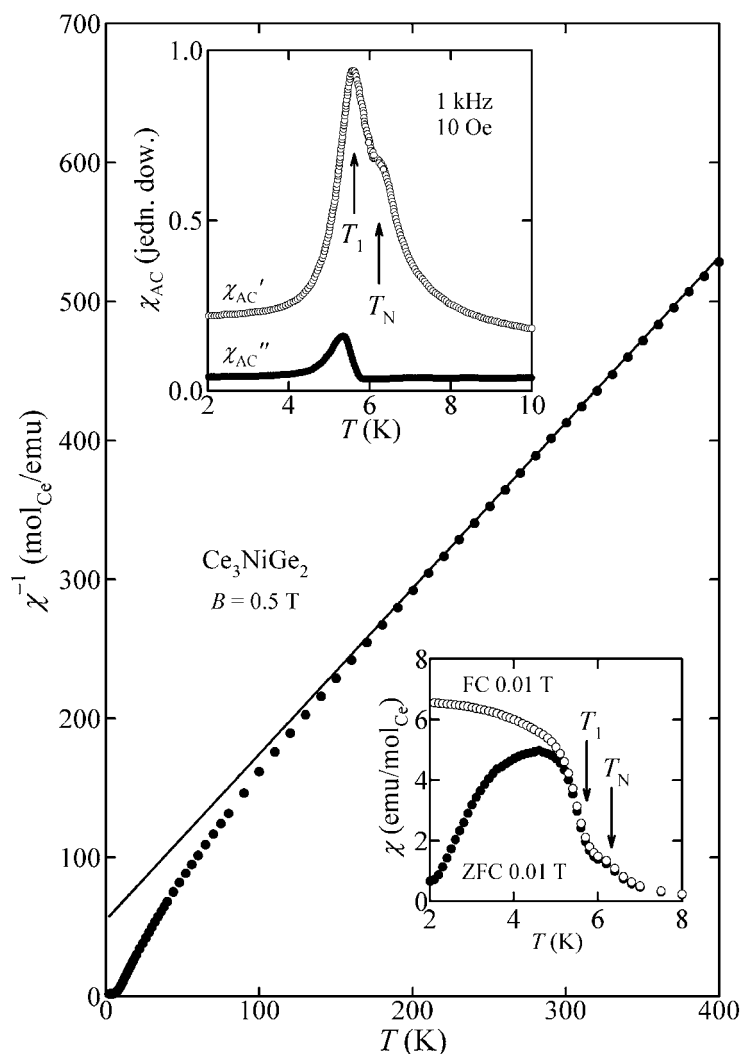 700
600
500
400
300
200
100
0
χ⁻¹ (mol_Ce/emu)
0 100 200 300 400
T (K)
Ce₃NiGe₂
B = 0.5 T
1.0
0.5
0.0
χ_AC (jedn. dow.)
1 kHz
10 Oe
T₁
T_N
χ_AC′
χ_AC″
2 4 6 8 10
T (K)
8
6
4
2
0
χ (emu/mol_Ce)
FC 0.01 T
T₁
T_N
ZFC 0.01 T
2 4 6 8
T (K)